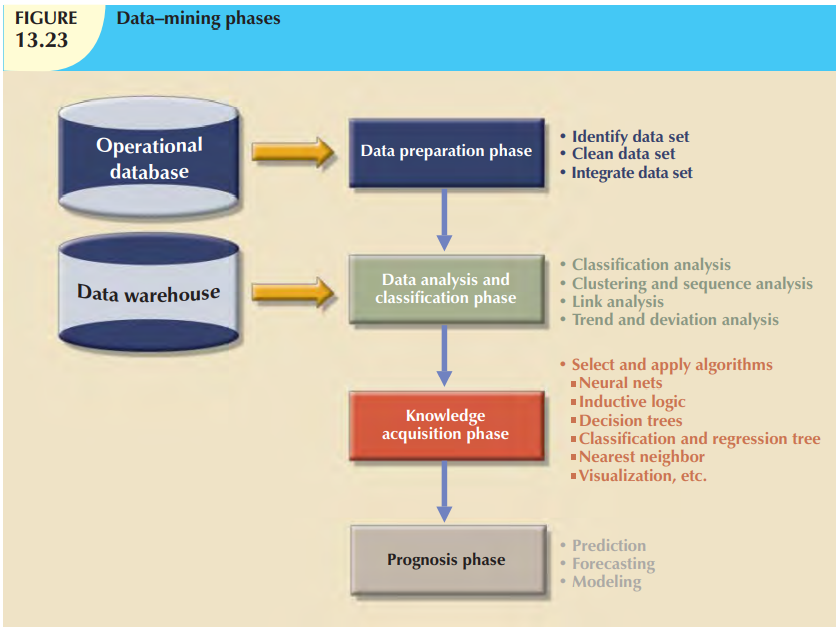 FIGURE
13.23
Data–mining phases
Operational
database
Data preparation phase
• Identify data set
• Clean data set
• Integrate data set
Data warehouse
Data analysis and
classification phase
• Classification analysis
• Clustering and sequence analysis
• Link analysis
• Trend and deviation analysis
Knowledge
acquisition phase
• Select and apply algorithms
▪ Neural nets
▪ Inductive logic
▪ Decision trees
▪ Classification and regression tree
▪ Nearest neighbor
▪ Visualization, etc.
Prognosis phase
• Prediction
• Forecasting
• Modeling